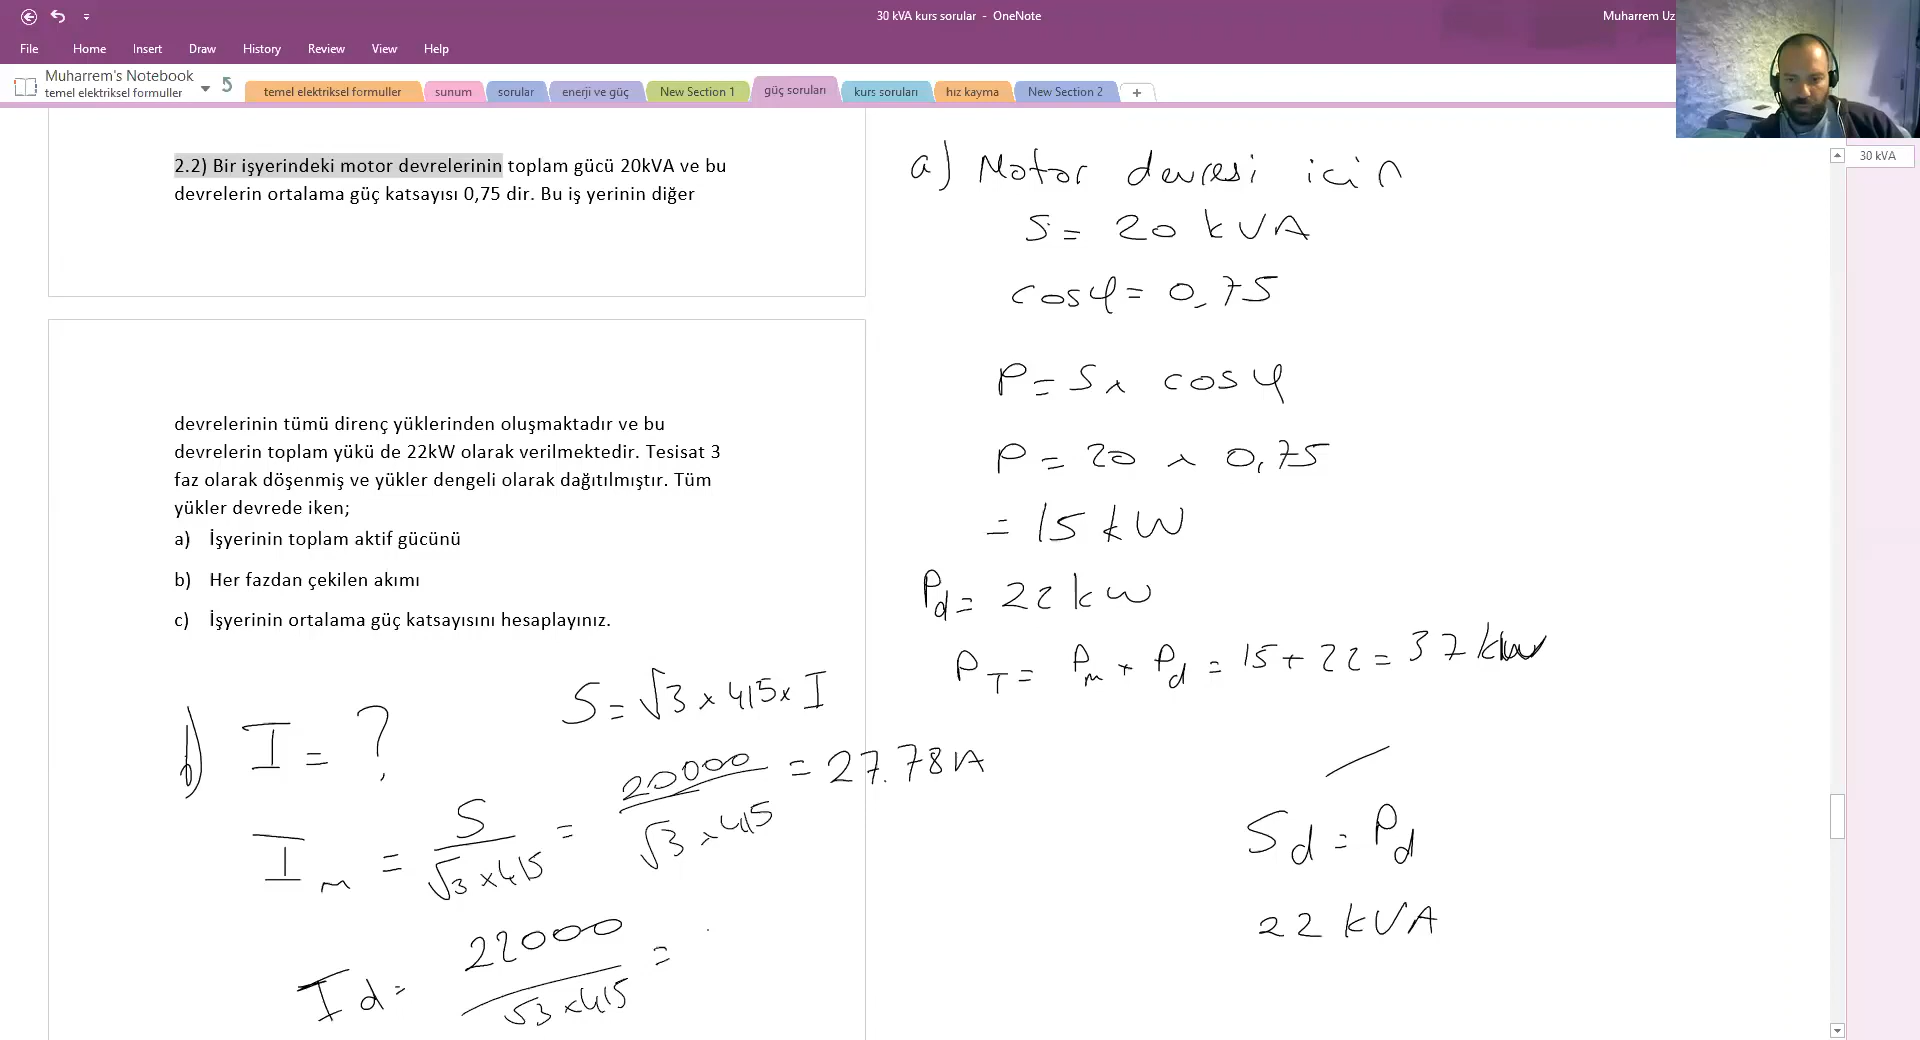 30 kVA kurs sorular - OneNote
Muharrem Uz
File Home Insert Draw History Review View Help
Muharrem's Notebook
temel elektriksel formuller
temel elektriksel formuller sunum sorular enerji ve güç New Section 1 güç soruları kurs soruları hız kayma New Section 2 +
30 kVA
2.2) Bir işyerindeki motor devrelerinin toplam gücü 20kVA ve bu
devrelerin ortalama güç katsayısı 0,75 dir. Bu iş yerinin diğer
devrelerinin tümü direnç yüklerinden oluşmaktadır ve bu
devrelerin toplam yükü de 22kW olarak verilmektedir. Tesisat 3
faz olarak döşenmiş ve yükler dengeli olarak dağıtılmıştır. Tüm
yükler devrede iken;
a) İşyerinin toplam aktif gücünü
b) Her fazdan çekilen akımı
c) İşyerinin ortalama güç katsayısını hesaplayınız.
a) Motor devresi icin
S = 20 kVA
cosφ = 0,75
P = S x cosφ
P = 20 x 0,75
= 15 kW
Pd = 22 kW
PT = Pm + Pd = 15 + 22 = 37 kW
b) I = ?
S = √3 x 415 x I
Im = S / √3 x 415 = 20000 / √3 x 415 = 27.78 A
Id = 22000 / √3 x 415 =
Sd = Pd
22 kVA